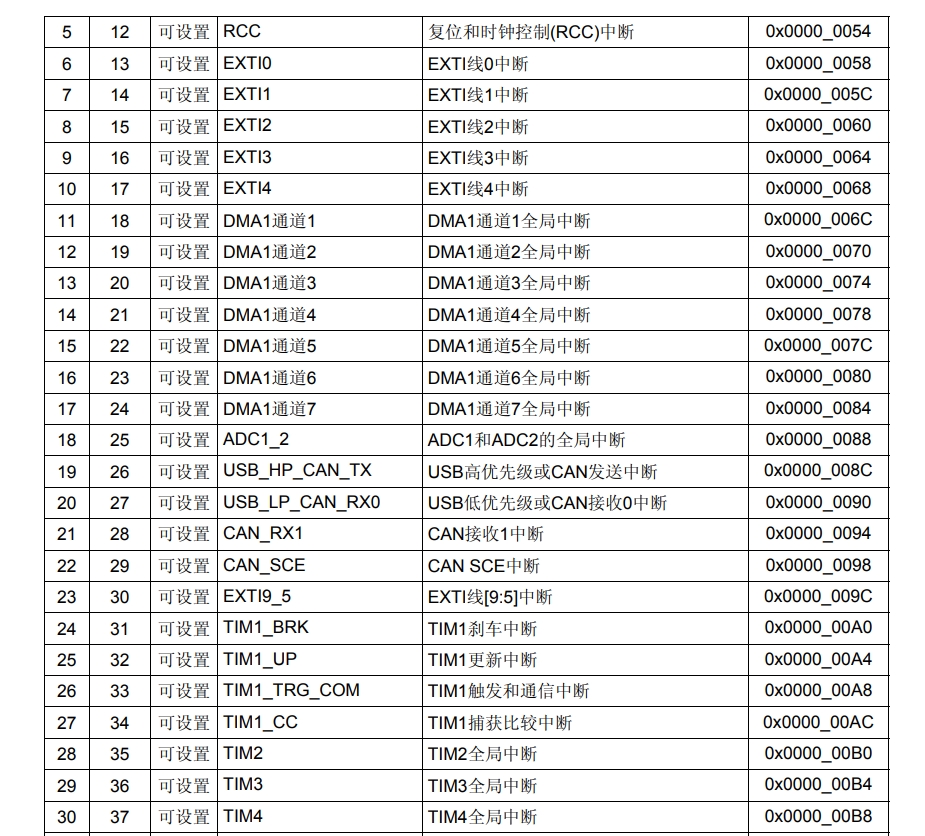 5 12 可设置 RCC 复位和时钟控制(RCC)中断 0x0000_0054
6 13 可设置 EXTI0 EXTI线0中断 0x0000_0058
7 14 可设置 EXTI1 EXTI线1中断 0x0000_005C
8 15 可设置 EXTI2 EXTI线2中断 0x0000_0060
9 16 可设置 EXTI3 EXTI线3中断 0x0000_0064
10 17 可设置 EXTI4 EXTI线4中断 0x0000_0068
11 18 可设置 DMA1通道1 DMA1通道1全局中断 0x0000_006C
12 19 可设置 DMA1通道2 DMA1通道2全局中断 0x0000_0070
13 20 可设置 DMA1通道3 DMA1通道3全局中断 0x0000_0074
14 21 可设置 DMA1通道4 DMA1通道4全局中断 0x0000_0078
15 22 可设置 DMA1通道5 DMA1通道5全局中断 0x0000_007C
16 23 可设置 DMA1通道6 DMA1通道6全局中断 0x0000_0080
17 24 可设置 DMA1通道7 DMA1通道7全局中断 0x0000_0084
18 25 可设置 ADC1_2 ADC1和ADC2的全局中断 0x0000_0088
19 26 可设置 USB_HP_CAN_TX USB高优先级或CAN发送中断 0x0000_008C
20 27 可设置 USB_LP_CAN_RX0 USB低优先级或CAN接收0中断 0x0000_0090
21 28 可设置 CAN_RX1 CAN接收1中断 0x0000_0094
22 29 可设置 CAN_SCE CAN SCE中断 0x0000_0098
23 30 可设置 EXTI9_5 EXTI线[9:5]中断 0x0000_009C
24 31 可设置 TIM1_BRK TIM1刹车中断 0x0000_00A0
25 32 可设置 TIM1_UP TIM1更新中断 0x0000_00A4
26 33 可设置 TIM1_TRG_COM TIM1触发和通信中断 0x0000_00A8
27 34 可设置 TIM1_CC TIM1捕获比较中断 0x0000_00AC
28 35 可设置 TIM2 TIM2全局中断 0x0000_00B0
29 36 可设置 TIM3 TIM3全局中断 0x0000_00B4
30 37 可设置 TIM4 TIM4全局中断 0x0000_00B8